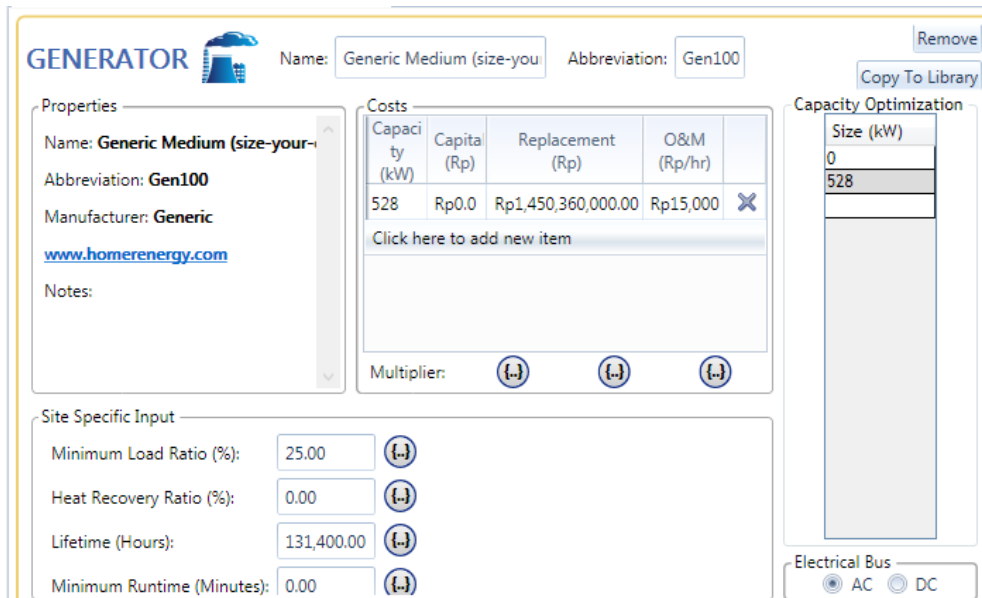 GENERATOR
Name: Generic Medium (size-you Abbreviation: Gen100
Remove
Copy To Library
Properties
Name: Generic Medium (size-your-
Abbreviation: Gen100
Manufacturer: Generic
www.homerenergy.com
Notes:
Costs
Capaci
ty
(kW)
Capital
(Rp)
Replacement
(Rp)
O&M
(Rp/hr)
528 Rp0.0 Rp1,450,360,000.00 Rp15,000
Click here to add new item
Multiplier: {..} {..} {..}
Capacity Optimization
Size (kW)
0
528
Site Specific Input
Minimum Load Ratio (%): 25.00 {..}
Heat Recovery Ratio (%): 0.00 {..}
Lifetime (Hours): 131,400.00 {..}
Minimum Runtime (Minutes): 0.00 {..}
Electrical Bus
AC DC